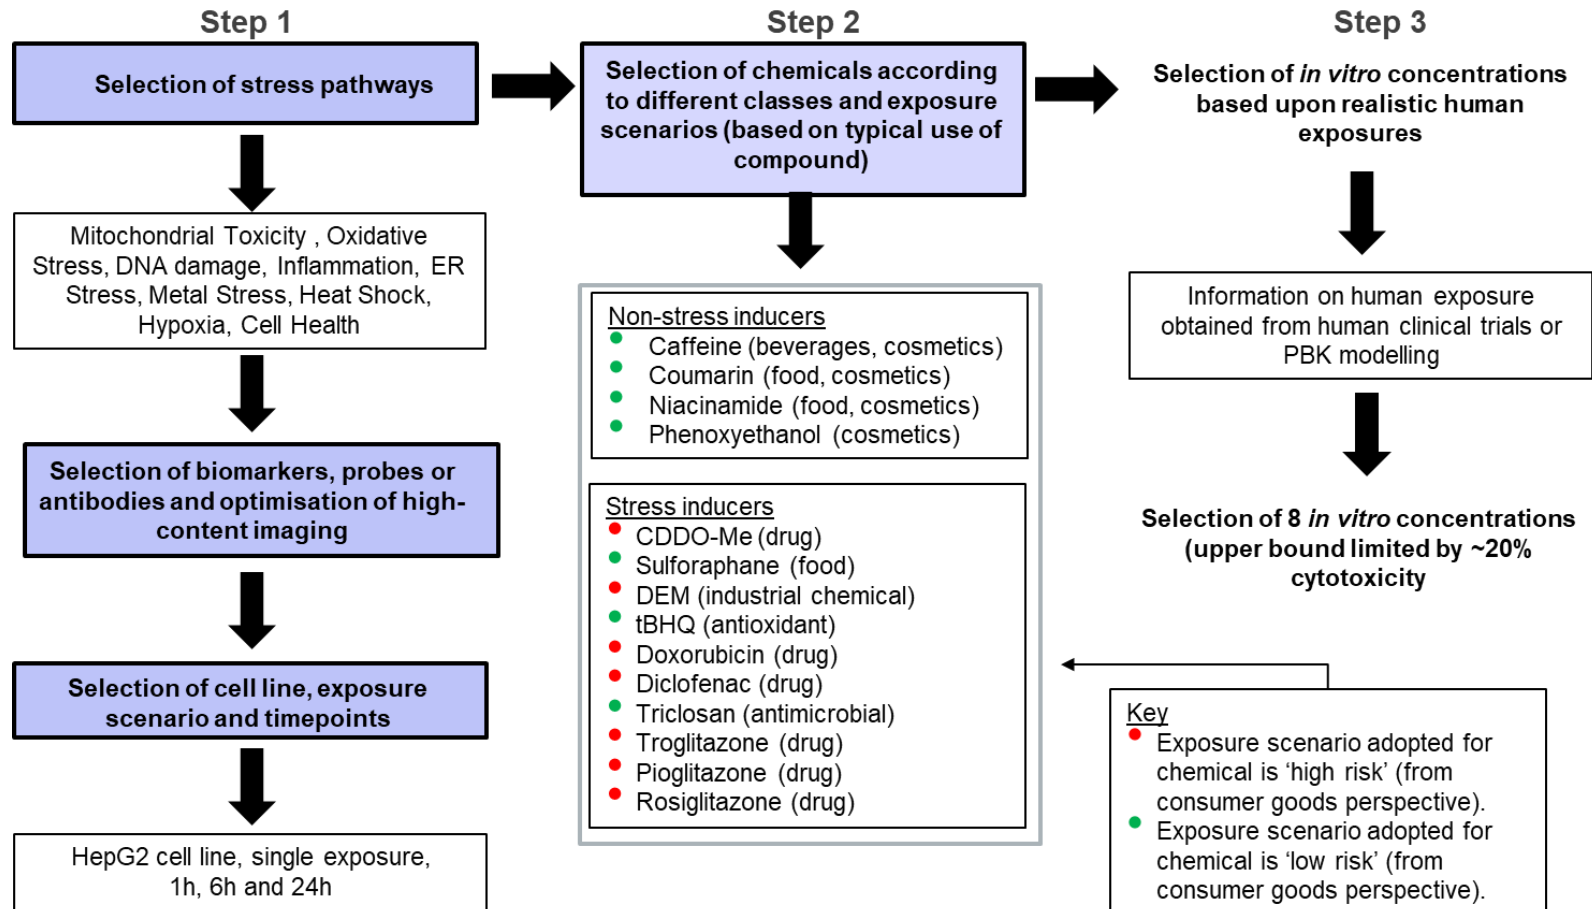 Step 1
Selection of stress pathways
Mitochondrial Toxicity , Oxidative
Stress, DNA damage, Inflammation, ER
Stress, Metal Stress, Heat Shock,
Hypoxia, Cell Health
Selection of biomarkers, probes or
antibodies and optimisation of high-
content imaging
Selection of cell line, exposure
scenario and timepoints
HepG2 cell line, single exposure,
1h, 6h and 24h
Step 2
Selection of chemicals according
to different classes and exposure
scenarios (based on typical use of
compound)
Non-stress inducers
Caffeine (beverages, cosmetics)
Coumarin (food, cosmetics)
Niacinamide (food, cosmetics)
Phenoxyethanol (cosmetics)
Stress inducers
CDDO-Me (drug)
Sulforaphane (food)
DEM (industrial chemical)
tBHQ (antioxidant)
Doxorubicin (drug)
Diclofenac (drug)
Triclosan (antimicrobial)
Troglitazone (drug)
Pioglitazone (drug)
Rosiglitazone (drug)
Step 3
Selection of in vitro concentrations
based upon realistic human
exposures
Information on human exposure
obtained from human clinical trials or
PBK modelling
Selection of 8 in vitro concentrations
(upper bound limited by ~20%
cytotoxicity
Key
Exposure scenario adopted for
chemical is ‘high risk’ (from
consumer goods perspective).
Exposure scenario adopted for
chemical is ‘low risk’ (from
consumer goods perspective).